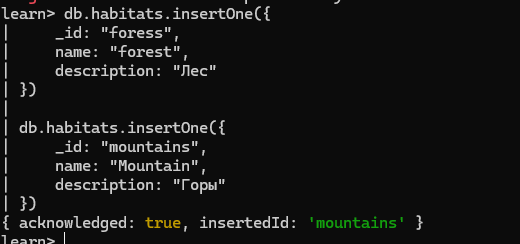 learn> db.habitats.insertOne({
|     _id: "foress",
|     name: "forest",
|     description: "Лес"
| })
|
| db.habitats.insertOne({
|     _id: "mountains",
|     name: "Mountain",
|     description: "Горы"
| })
{ acknowledged: true, insertedId: 'mountains' }
learn>